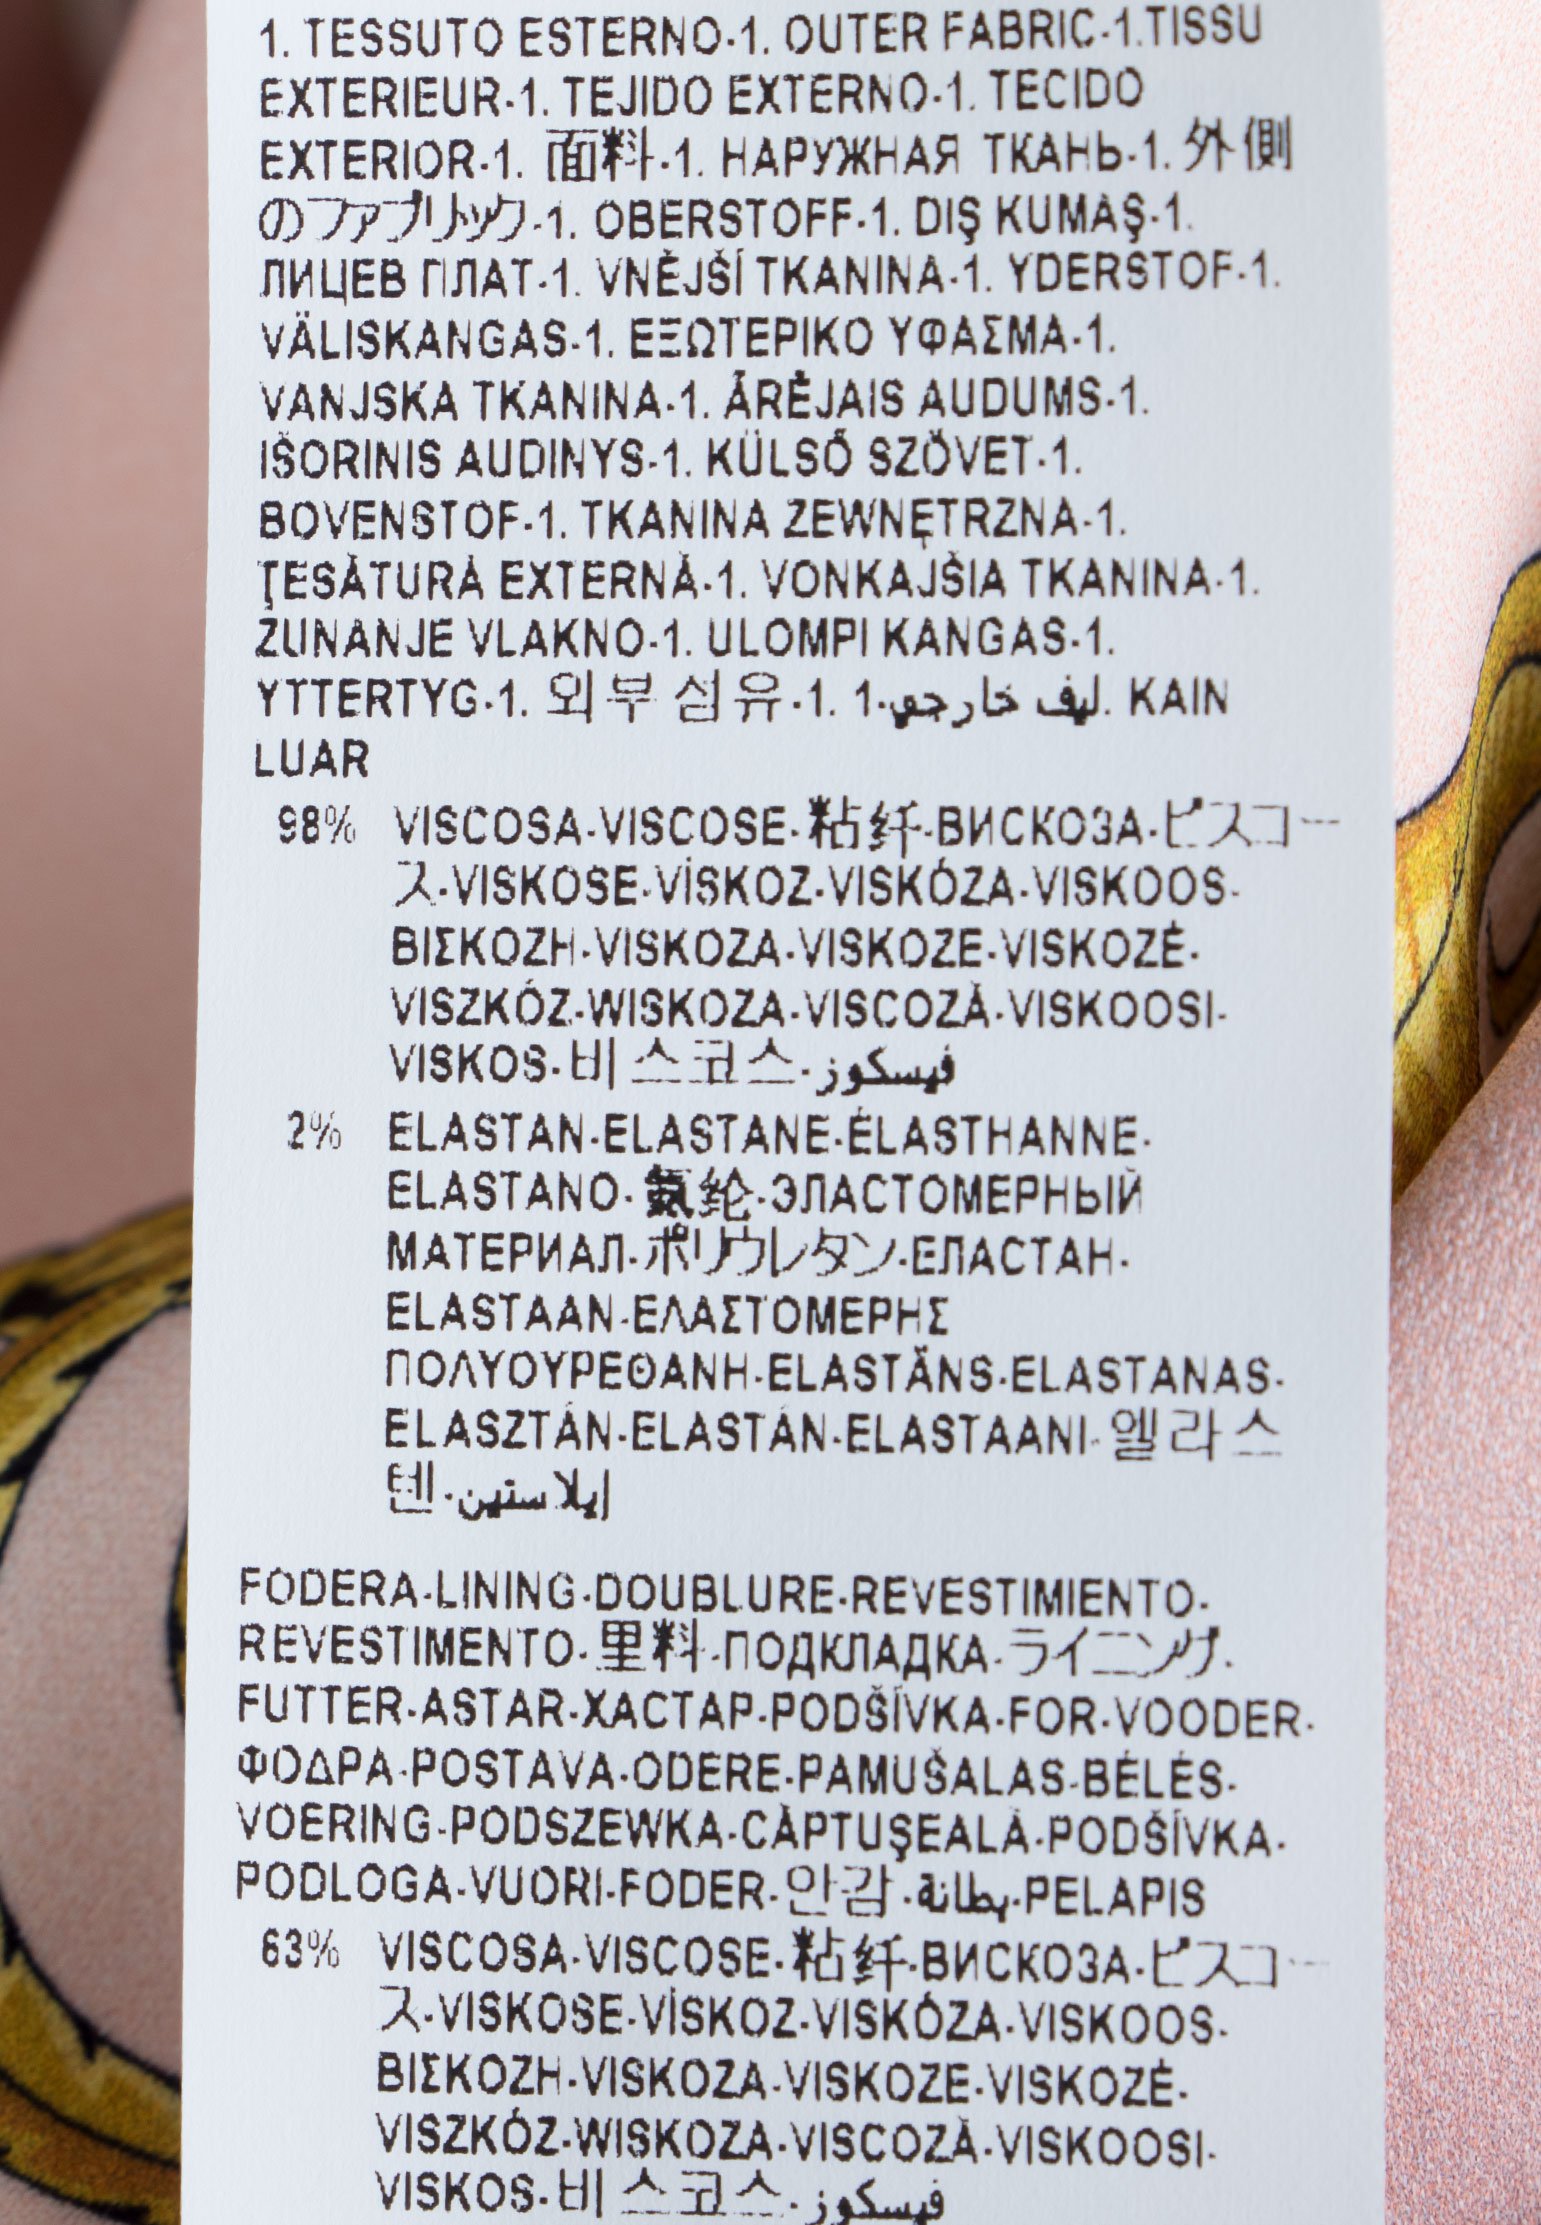 1. TESSUTO ESTERNO·1. OUTER FABRIC·1.TISSU
EXTERIEUR·1. TEJIDO EXTERNO·1. TECIDO
EXTERIOR·1. 面料·1. НАРУЖНАЯ ТКАНЬ·1. 外側
のファブリック·1. OBERSTOFF·1. DIŞ KUMAŞ·1.
ЛИЦЕВ ПЛАТ·1. VNĚJŠÍ TKANINA·1. YDERSTOF·1.
VÄLISKANGAS·1. ΕΞΩΤΕΡΙΚΟ ΥΦΑΣΜΑ·1.
VANJSKA TKANINA·1. ĀRĒJAIS AUDUMS·1.
IŠORINIS AUDINYS·1. KÜLSŐ SZÖVET·1.
BOVENSTOF·1. TKANINA ZEWNĘTRZNA·1.
ŢESĂTURĂ EXTERNĂ·1. VONKAJŠIA TKANINA·1.
ZUNANJE VLAKNO·1. ULOMPI KANGAS·1.
YTTERTYG·1. 외부 섬유·1. 1·ليف خارجي. KAIN
LUAR
98% VISCOSA·VISCOSE·粘纤·ВИСКОЗА·ビスコー
ス·VISKOSE·VİSKOZ·VISKÓZA·VISKOOS·
ΒΙΣΚΟΖΗ·VISKOZA·VISKOZE·VISKOZĖ·
VISZKÓZ·WISKOZA·VISCOZĂ·VISKOOSI·
VISKOS·비스코스·فيسكوز
2% ELASTAN·ELASTANE·ÉLASTHANNE·
ELASTANO·氨纶·ЭЛАСТОМЕРНЫЙ
МАТЕРИАЛ·ポリウレタン·ЕЛАСТАН·
ELASTAAN·ΕΛΑΣΤΟΜΕΡΗΣ
ΠΟΛΥΟΥΡΕΘΑΝΗ·ELASTĀNS·ELASTANAS·
ELASZTÁN·ELASTÁN·ELASTAANI·엘라스
텐·ايلاستين
FODERA·LINING·DOUBLURE·REVESTIMIENTO·
REVESTIMENTO·里料·ПОДКЛАДКА·ライニング·
FUTTER·ASTAR·ХАСТАР·PODŠÍVKA·FOR·VOODER·
ΦΟΔΡΑ·POSTAVA·ODERE·PAMUŠALAS·BÉLÉS·
VOERING·PODSZEWKA·CĂPTUŞEALĂ·PODŠÍVKA·
PODLOGA·VUORI·FODER·안감·بطانة·PELAPIS
63% VISCOSA·VISCOSE·粘纤·ВИСКОЗА·ビスコー
ス·VISKOSE·VİSKOZ·VISKÓZA·VISKOOS·
ΒΙΣΚΟΖΗ·VISKOZA·VISKOZE·VISKOZĖ·
VISZKÓZ·WISKOZA·VISCOZĂ·VISKOOSI·
VISKOS·비스코스·فيسكوز